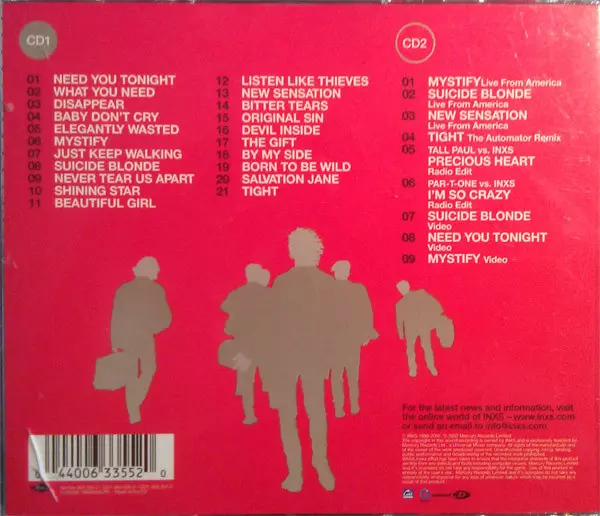 CD1
01 NEED YOU TONIGHT
02 WHAT YOU NEED
03 DISAPPEAR
04 BABY DON'T CRY
05 ELEGANTLY WASTED
06 MYSTIFY
07 JUST KEEP WALKING
08 SUICIDE BLONDE
09 NEVER TEAR US APART
10 SHINING STAR
11 BEAUTIFUL GIRL
12 LISTEN LIKE THIEVES
13 NEW SENSATION
14 BITTER TEARS
15 ORIGINAL SIN
16 DEVIL INSIDE
17 THE GIFT
18 BY MY SIDE
19 BORN TO BE WILD
20 SALVATION JANE
21 TIGHT
CD2
01 MYSTIFY Live From America
02 SUICIDE BLONDE
Live From America
03 NEW SENSATION
Live From America
04 TIGHT The Automator Remix
05 TALL PAUL vs. INXS
PRECIOUS HEART
Radio Edit
06 PAR-T-ONE vs. INXS
I'M SO CRAZY
Radio Edit
07 SUICIDE BLONDE
Video
08 NEED YOU TONIGHT
Video
09 MYSTIFY Video
For the latest news and information, visit
the online world of INXS – www.inxs.com
or send an email to info@inxs.com
44006 33552 0